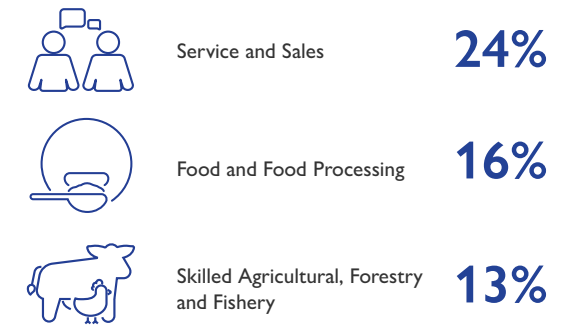 Service and Sales 24%
Food and Food Processing 16%
Skilled Agricultural, Forestry
and Fishery 13%